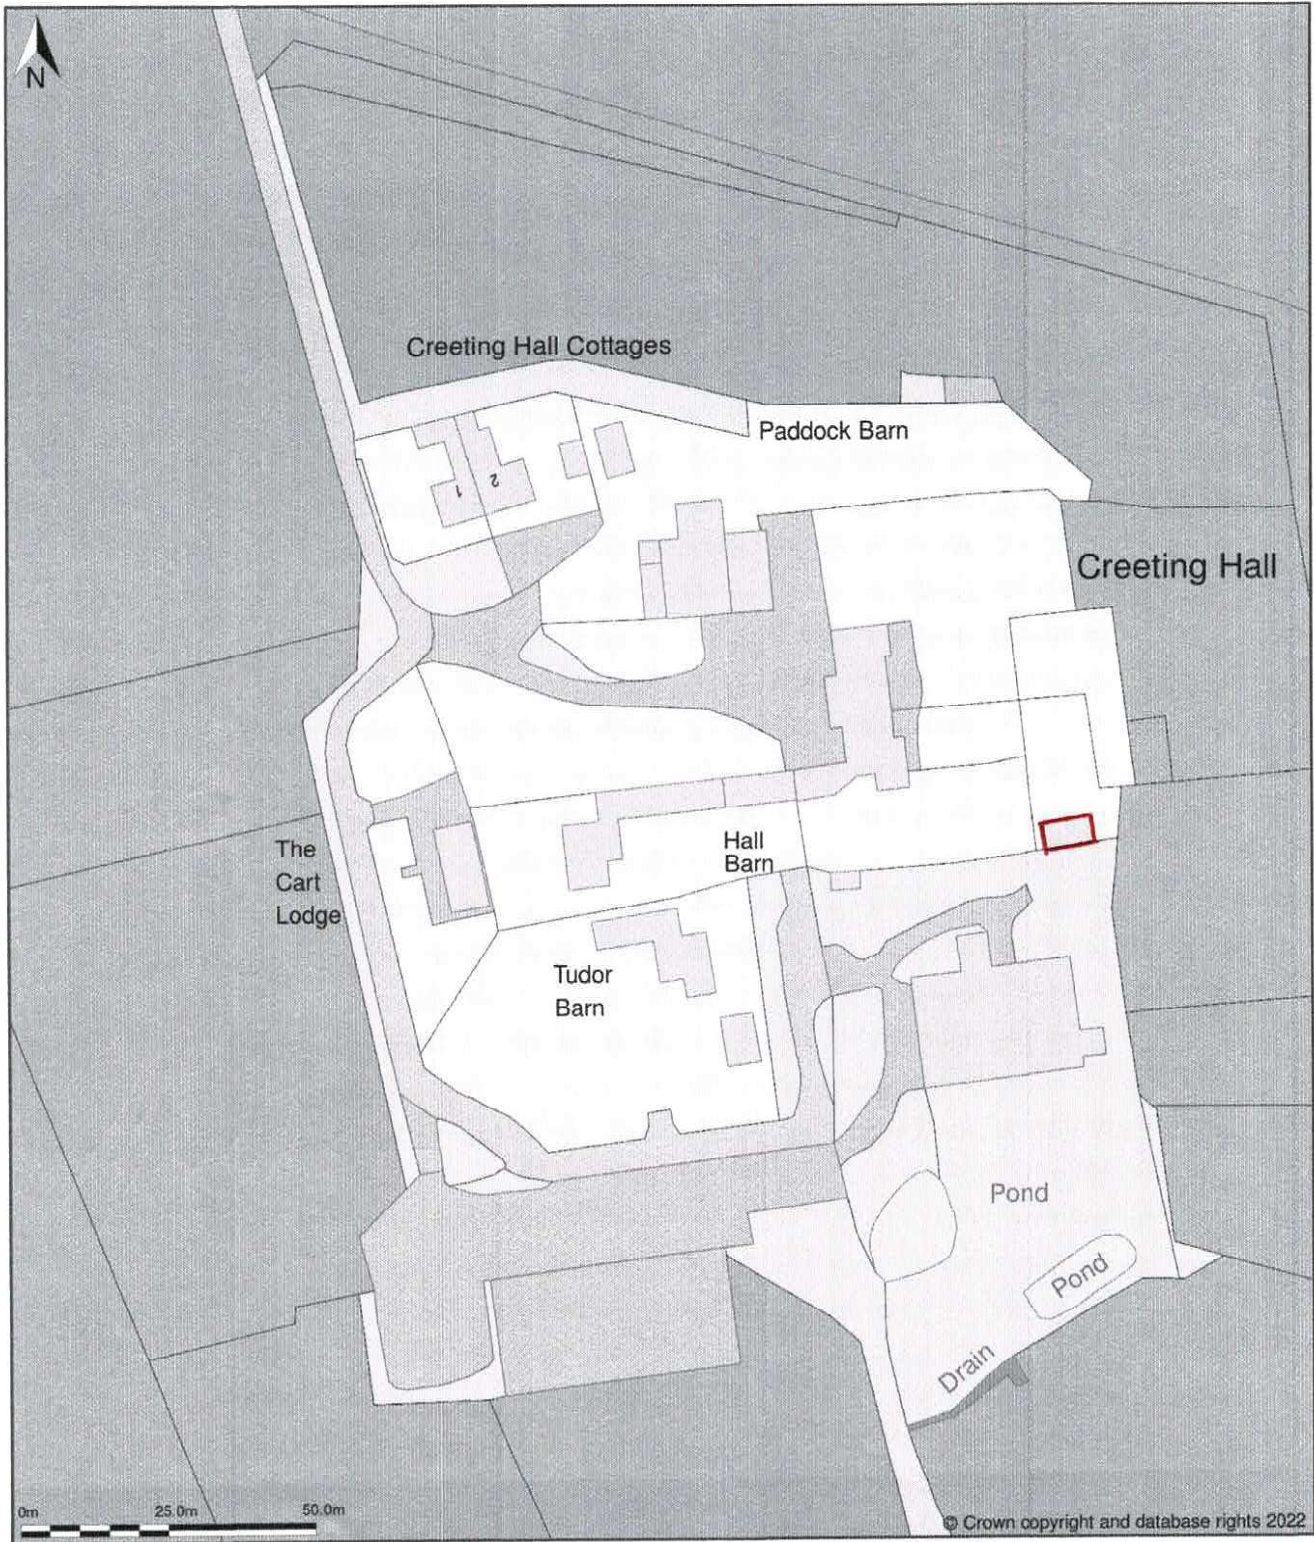 N
Creeting Hall Cottages
Paddock Barn
1
2
Creeting Hall
Hall
Barn
The
Cart
Lodge
Tudor
Barn
Pond
Pond
Drain
0m 25.0m 50.0m
© Crown copyright and database rights 2022